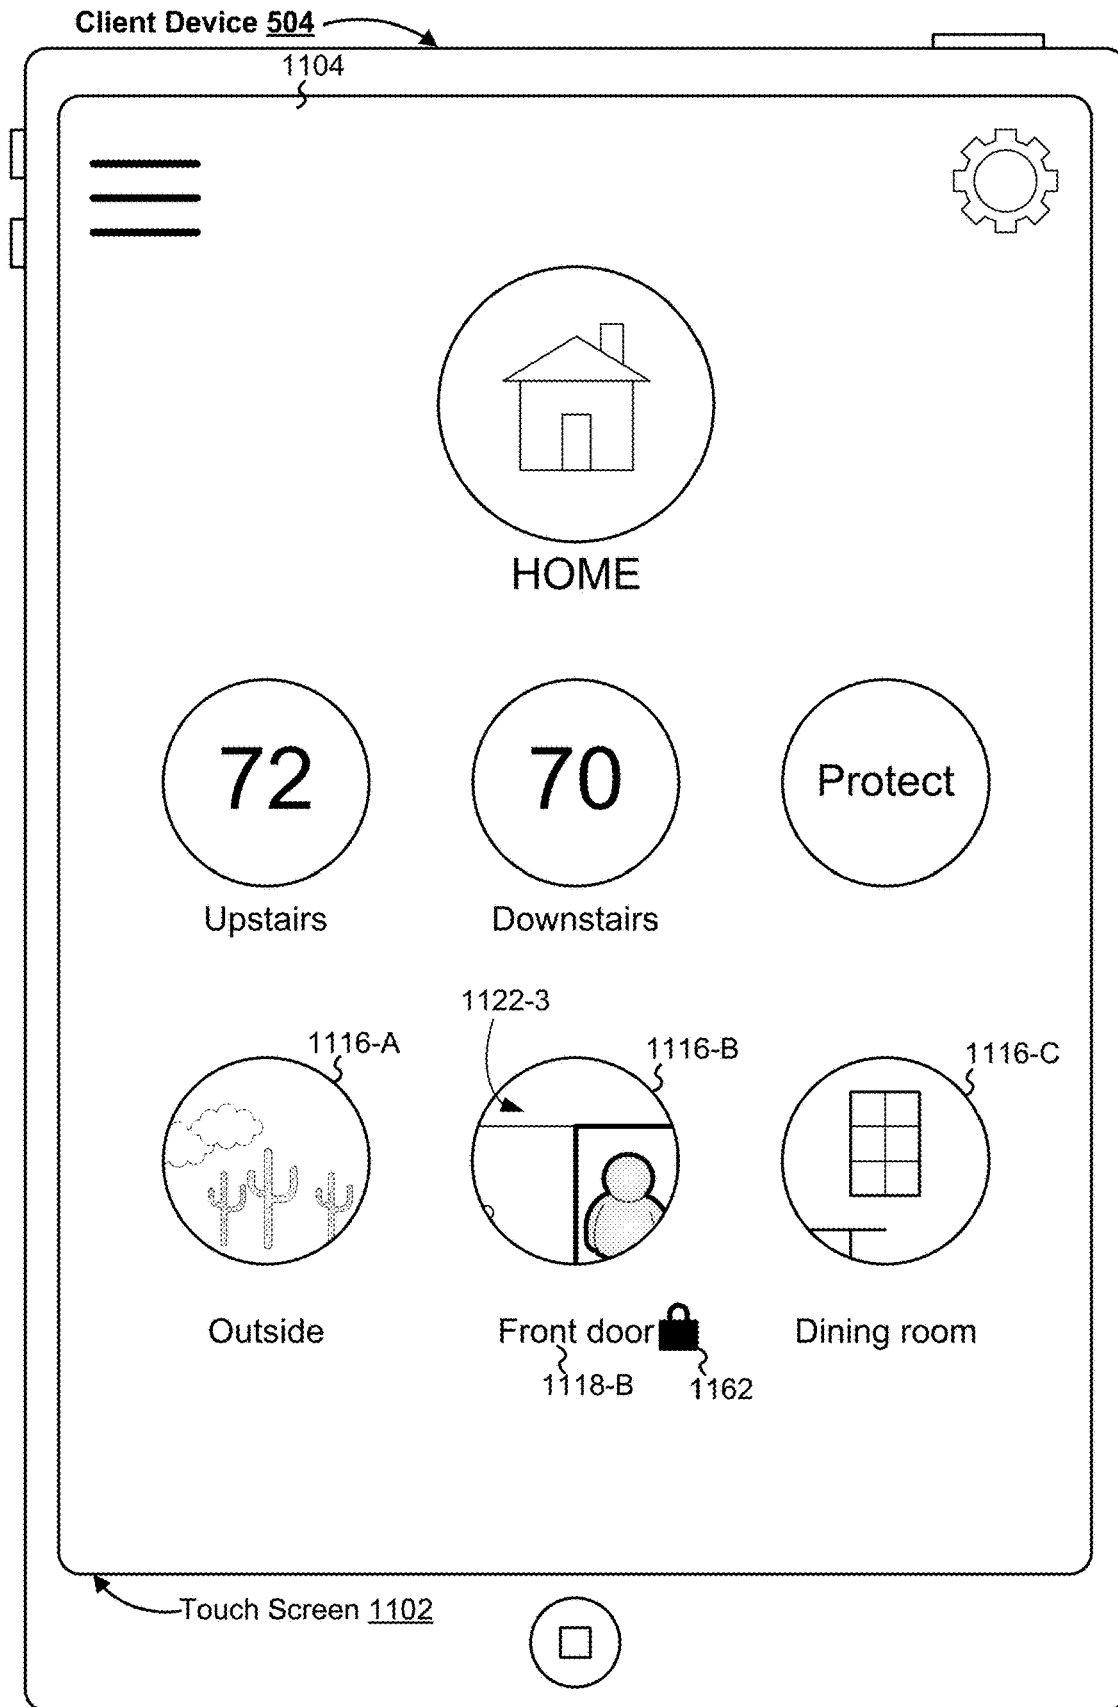 Client Device 504
1104
HOME
72
70
Protect
Upstairs
Downstairs
1122-3
1116-A
1116-B
1116-C
Outside
Front door
Dining room
1118-B
1162
Touch Screen 1102